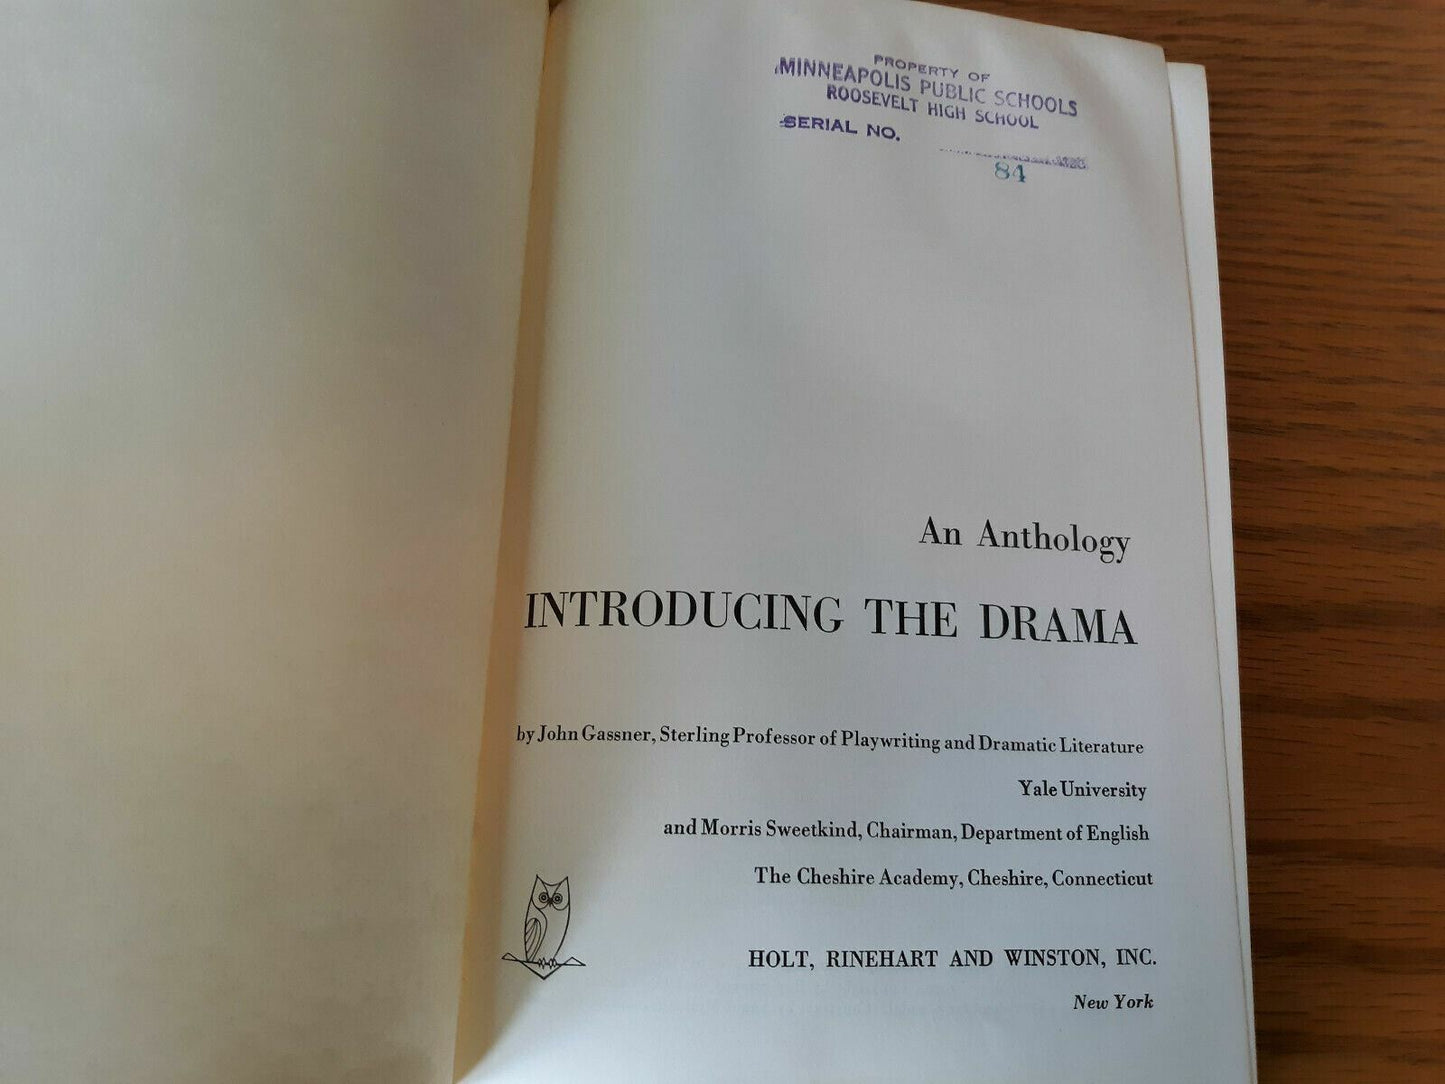 PROPERTY OF
MINNEAPOLIS PUBLIC SCHOOLS
ROOSEVELT HIGH SCHOOL
SERIAL NO.
84
An Anthology
INTRODUCING THE DRAMA
by John Gassner, Sterling Professor of Playwriting and Dramatic Literature
Yale University
and Morris Sweetkind, Chairman, Department of English
The Cheshire Academy, Cheshire, Connecticut
HOLT, RINEHART AND WINSTON, INC.
New York